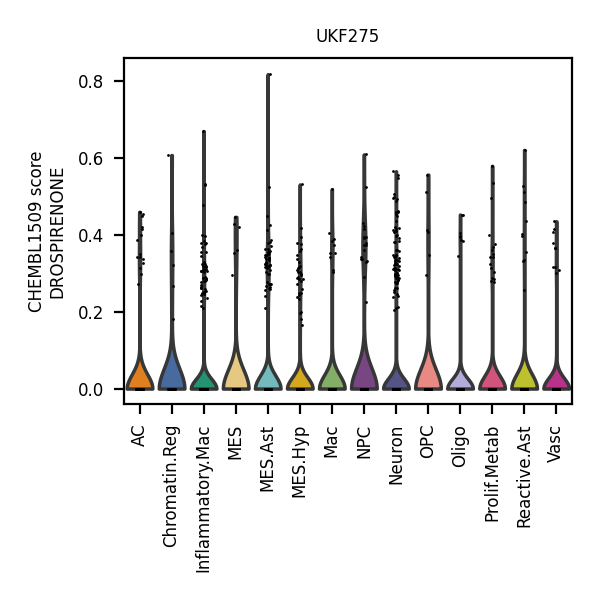 UKF275
CHEMBL1509 score
DROSPIRENONE
0.8
0.6
0.4
0.2
0.0
AC
Chromatin.Reg
Inflammatory.Mac
MES
MES.Ast
MES.Hyp
Mac
NPC
Neuron
OPC
Oligo
Prolif.Metab
Reactive.Ast
Vasc